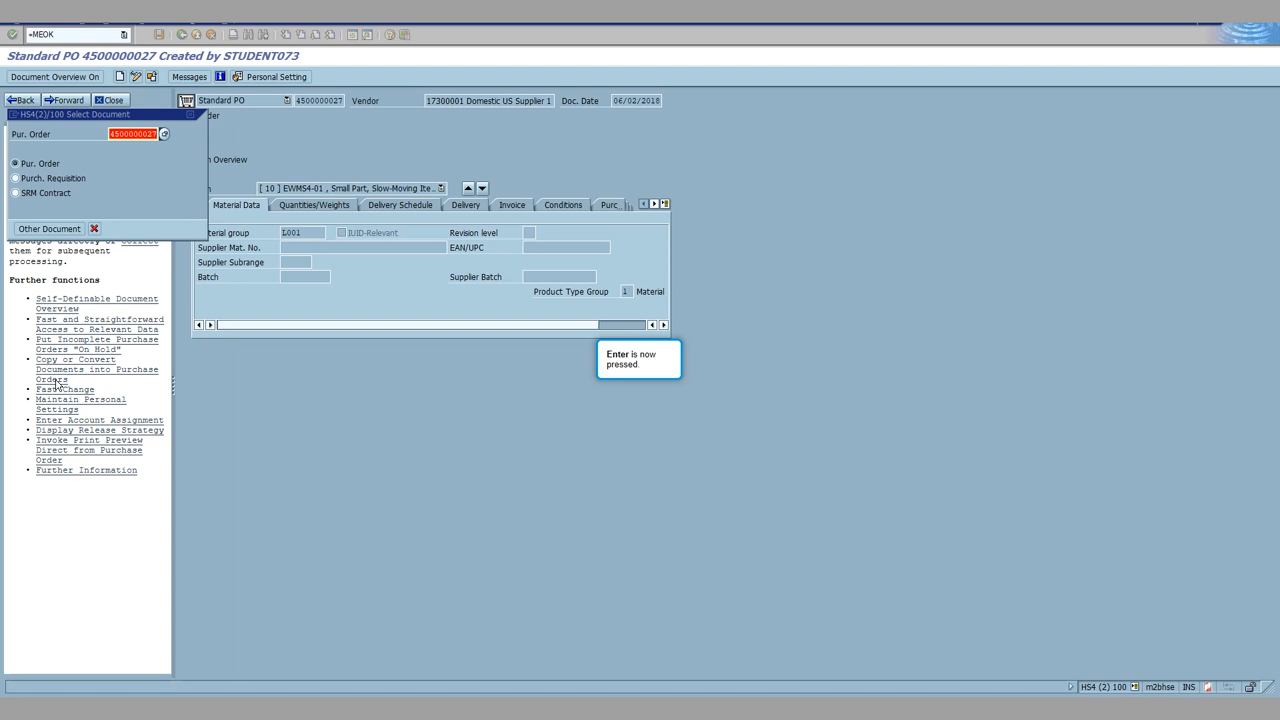 =MEOK
Standard PO 4500000027 Created by STUDENT073
Document Overview On
Messages
Personal Setting
Back
Forward
Close
Standard PO
4500000027
Vendor
17300001 Domestic US Supplier 1
Doc. Date
06/02/2018
HS4(2)/100 Select Document
Pur. Order
4500000027
Pur. Order
Purch. Requisition
SRM Contract
Other Document
der
Overview
[ 10 ] EWMS4-01 , Small Part, Slow-Moving Ite..
Material Data
Quantities/Weights
Delivery Schedule
Delivery
Invoice
Conditions
Purc..
terial group
L001
IUID-Relevant
Revision level
Supplier Mat. No.
EAN/UPC
Supplier Subrange
Batch
Supplier Batch
Product Type Group
1
Material
them for subsequent
processing.
Further functions
• Self-Definable Document
Overview
• Fast and Straightforward
Access to Relevant Data
• Put Incomplete Purchase
Orders "On Hold"
• Copy or Convert
Documents into Purchase
Orders
• Fast Change
• Maintain Personal
Settings
• Enter Account Assignment
• Display Release Strategy
• Invoke Print Preview
Direct from Purchase
Order
• Further Information
Enter is now
pressed.
HS4 (2) 100
m2bhse
INS